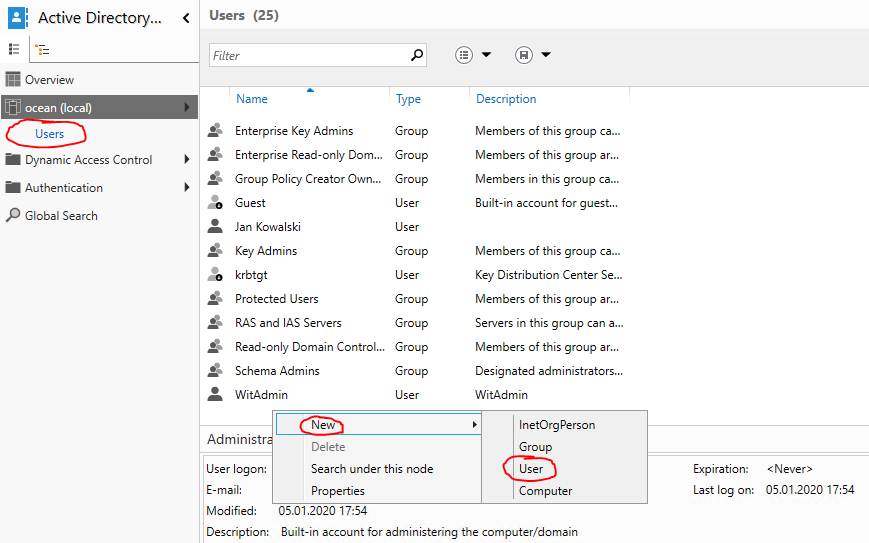 Active Directory...
Overview
ocean (local)
Users
Dynamic Access Control
Authentication
Global Search
Users (25)
Filter
Name Type Description
Enterprise Key Admins Group Members of this group ca...
Enterprise Read-only Dom... Group Members of this group ar...
Group Policy Creator Own... Group Members in this group ca...
Guest User Built-in account for guest...
Jan Kowalski User
Key Admins Group Members of this group ca...
krbtgt User Key Distribution Center Se...
Protected Users Group Members of this group ar...
RAS and IAS Servers Group Servers in this group can a...
Read-only Domain Control... Group Members of this group ar...
Schema Admins Group Designated administrators...
WitAdmin User WitAdmin
New
Delete
Search under this node
Properties
InetOrgPerson
Group
User
Computer
Administra
User logon: Expiration: <Never>
E-mail: Last log on: 05.01.2020 17:54
Modified: 05.01.2020 17:54
Description: Built-in account for administering the computer/domain